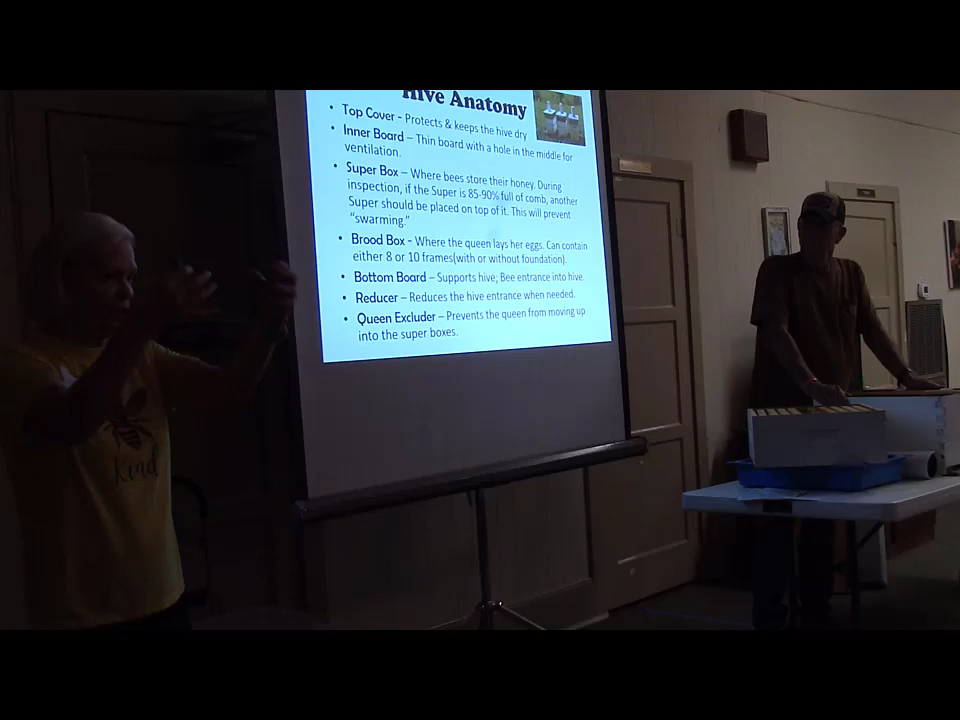 Hive Anatomy
• Top Cover - Protects & keeps the hive dry
• Inner Board – Thin board with a hole in the middle for
ventilation.
• Super Box – Where bees store their honey. During
inspection, if the Super is 85-90% full of comb, another
Super should be placed on top of it. This will prevent
"swarming."
• Brood Box - Where the queen lays her eggs. Can contain
either 8 or 10 frames(with or without foundation).
• Bottom Board – Supports hive; Bee entrance into hive.
• Reducer – Reduces the hive entrance when needed.
• Queen Excluder – Prevents the queen from moving up
into the super boxes.
Kind